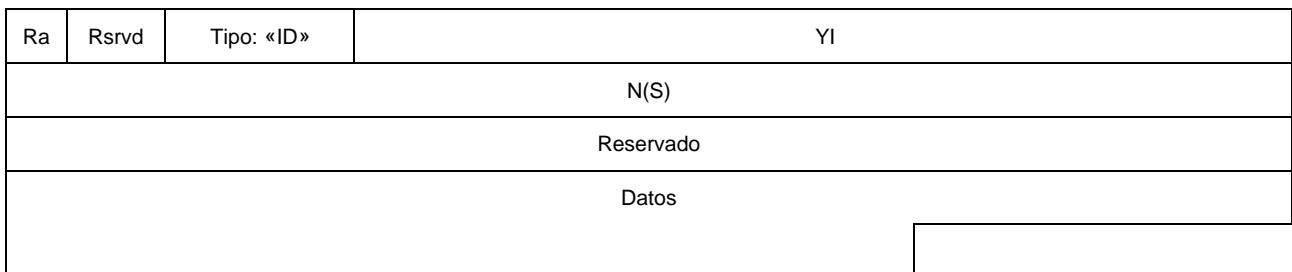 Ra Rsrvd Tipo: «ID» YI
N(S)
Reservado
Datos